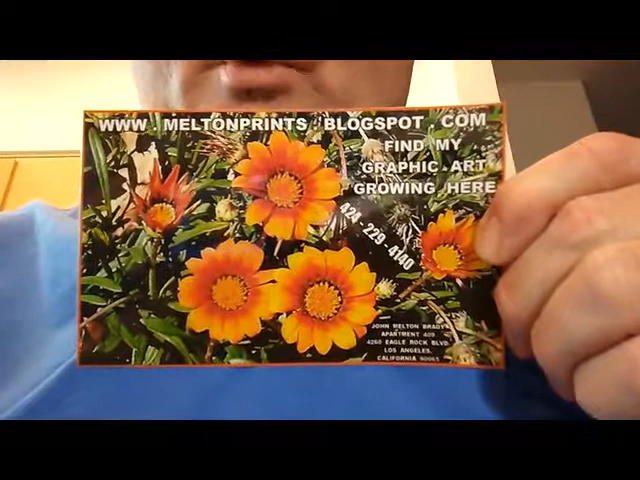 WWW. MELTONPRINTS. BLOGSPOT. COM
FIND MY
GRAPHIC ART
GROWING HERE
424-229-4140
JOHN MELTON BRADY
APARTMENT 409
4260 EAGLE ROCK BLVD.
LOS ANGELES,
CALIFORNIA 90065